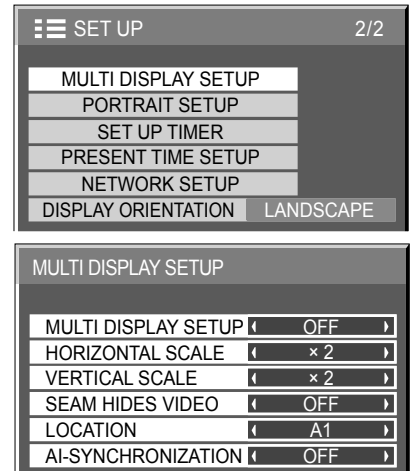 SET UP 2/2
MULTI DISPLAY SETUP
PORTRAIT SETUP
SET UP TIMER
PRESENT TIME SETUP
NETWORK SETUP
DISPLAY ORIENTATION LANDSCAPE
MULTI DISPLAY SETUP
MULTI DISPLAY SETUP OFF
HORIZONTAL SCALE × 2
VERTICAL SCALE × 2
SEAM HIDES VIDEO OFF
LOCATION A1
AI-SYNCHRONIZATION OFF